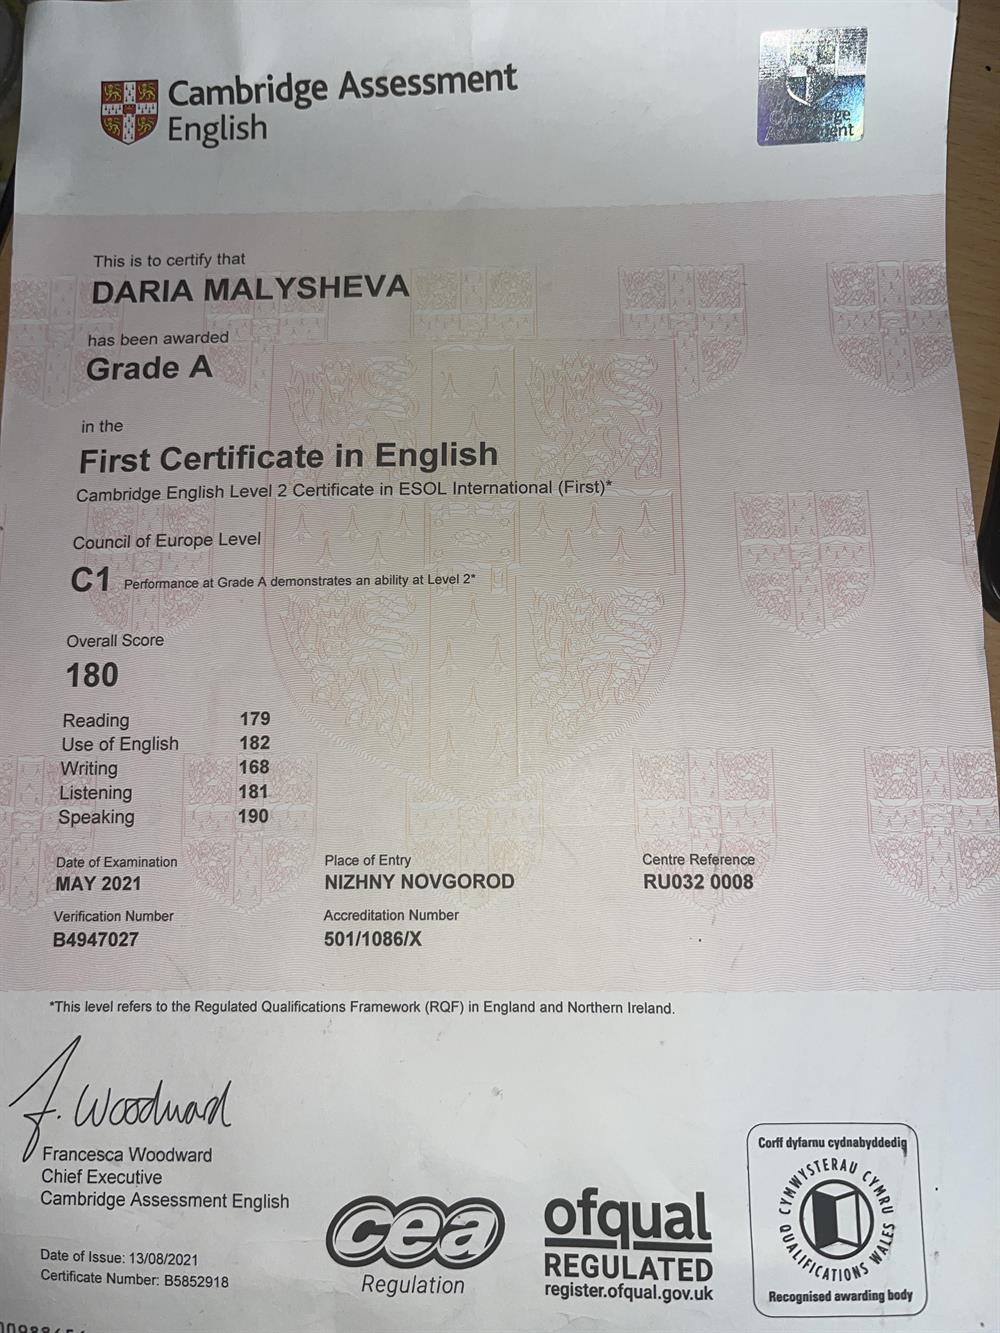 Cambridge Assessment
English
Cambridge
Assessment
This is to certify that
DARIA MALYSHEVA
has been awarded
Grade A
in the
First Certificate in English
Cambridge English Level 2 Certificate in ESOL International (First)*
Council of Europe Level
C1 Performance at Grade A demonstrates an ability at Level 2*
Overall Score
180
Reading 179
Use of English 182
Writing 168
Listening 181
Speaking 190
Date of Examination Place of Entry Centre Reference
MAY 2021 NIZHNY NOVGOROD RU032 0008
Verification Number Accreditation Number
B4947027 501/1086/X
*This level refers to the Regulated Qualifications Framework (RQF) in England and Northern Ireland.
F. Woodward
Francesca Woodward
Chief Executive
Cambridge Assessment English
Date of Issue: 13/08/2021
Certificate Number: B5852918
cea
Regulation
ofqual
REGULATED
register.ofqual.gov.uk
Corff dyfarnu cydnabyddedig
CYMWYSTERAU CYMRU
QUALIFICATIONS WALES
Recognised awarding body